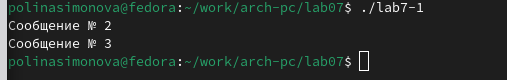 polinasimonova@fedora:~/work/arch-pc/lab07$ ./lab7-1
Сообщение № 2
Сообщение № 3
polinasimonova@fedora:~/work/arch-pc/lab07$